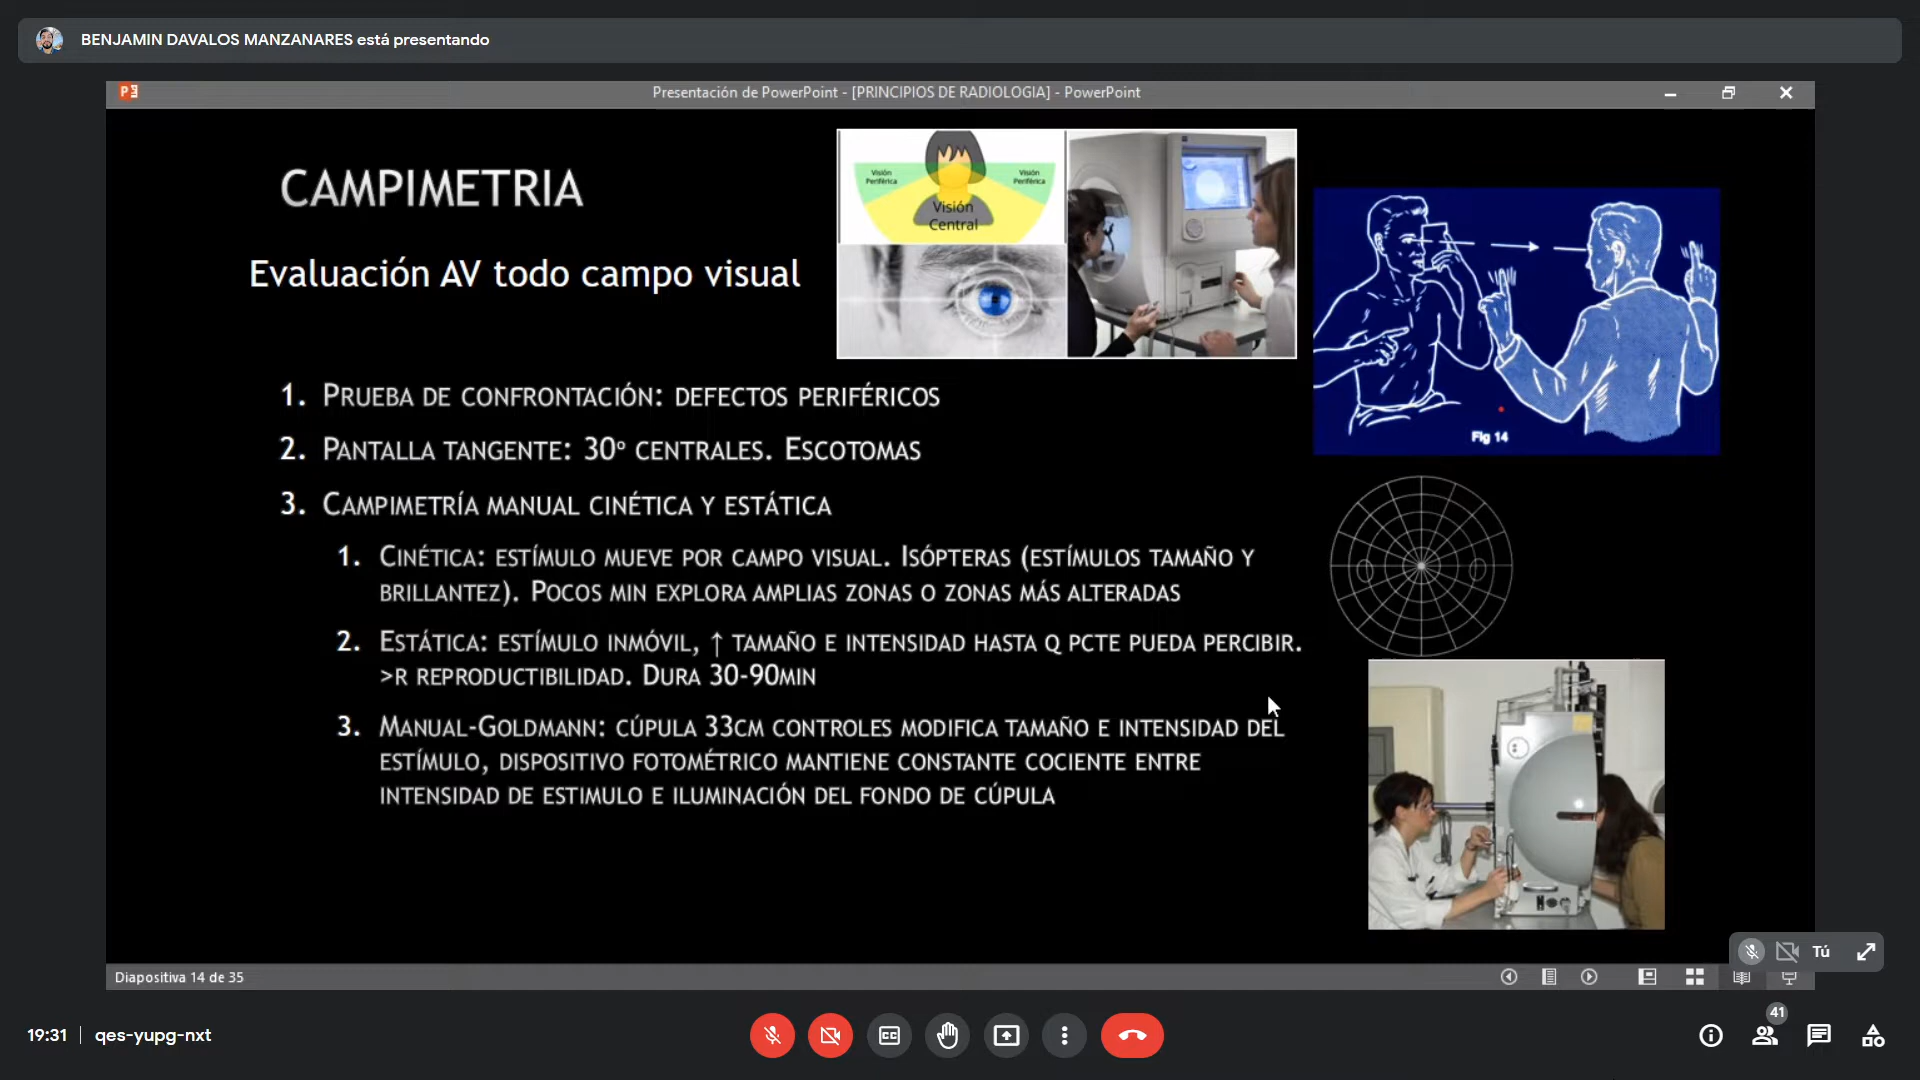 BENJAMIN DAVALOS MANZANARES está presentando
Presentación de PowerPoint - [PRINCIPIOS DE RADIOLOGIA] - PowerPoint
CAMPIMETRIA
Evaluación AV todo campo visual
Visión
Periférica
Visión
Periférica
Visión
Central
Fig 14
1. PRUEBA DE CONFRONTACIÓN: DEFECTOS PERIFÉRICOS
2. PANTALLA TANGENTE: 30º CENTRALES. ESCOTOMAS
3. CAMPIMETRÍA MANUAL CINÉTICA Y ESTÁTICA
1. CINÉTICA: ESTÍMULO MUEVE POR CAMPO VISUAL. ISÓPTERAS (ESTÍMULOS TAMAÑO Y
BRILLANTEZ). POCOS MIN EXPLORA AMPLIAS ZONAS O ZONAS MÁS ALTERADAS
2. ESTÁTICA: ESTÍMULO INMÓVIL, ↑ TAMAÑO E INTENSIDAD HASTA Q PCTE PUEDA PERCIBIR.
>R REPRODUCTIBILIDAD. DURA 30-90MIN
3. MANUAL-GOLDMANN: CÚPULA 33CM CONTROLES MODIFICA TAMAÑO E INTENSIDAD DEL
ESTÍMULO, DISPOSITIVO FOTOMÉTRICO MANTIENE CONSTANTE COCIENTE ENTRE
INTENSIDAD DE ESTIMULO E ILUMINACIÓN DEL FONDO DE CÚPULA
Tú
Diapositiva 14 de 35
19:31 | qes-yupg-nxt
41